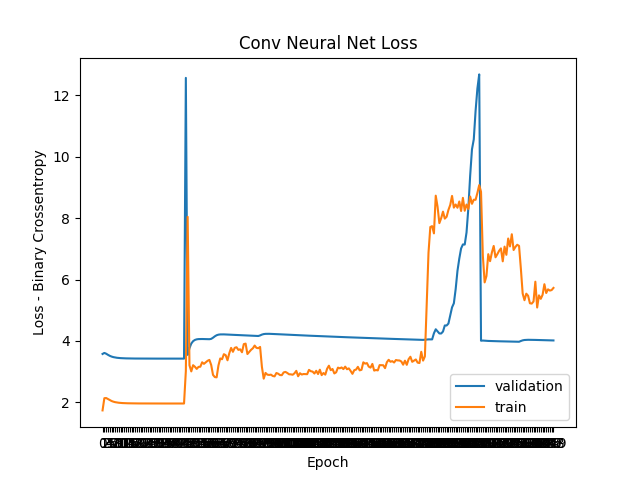 Conv Neural Net Loss
Loss - Binary Crossentropy
12
10
8
6
4
2
validation
train
Epoch